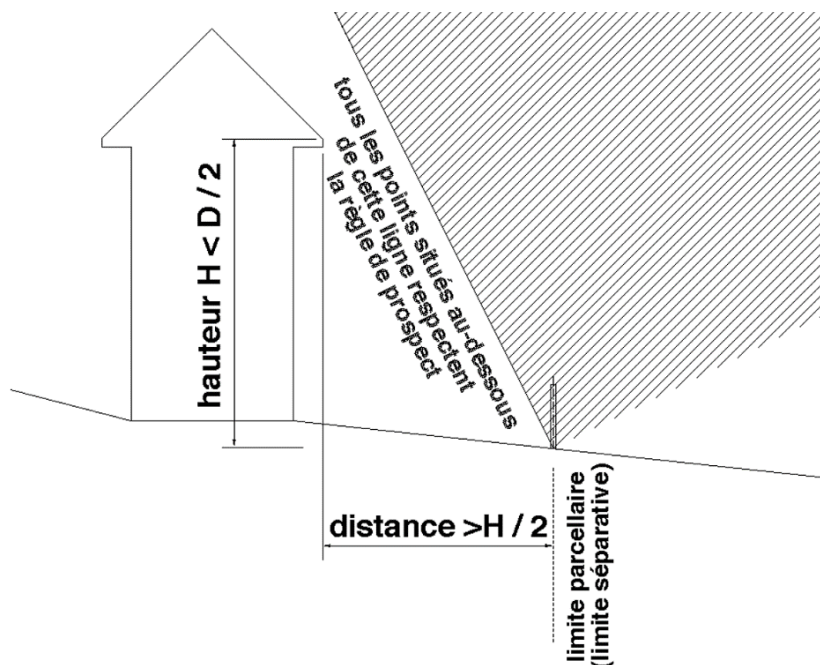 tous les points situés au-dessous
de cette ligne respectent
la règle de prospect
hauteur H < D / 2
distance >H / 2
limite parcellaire
(limite séparative)